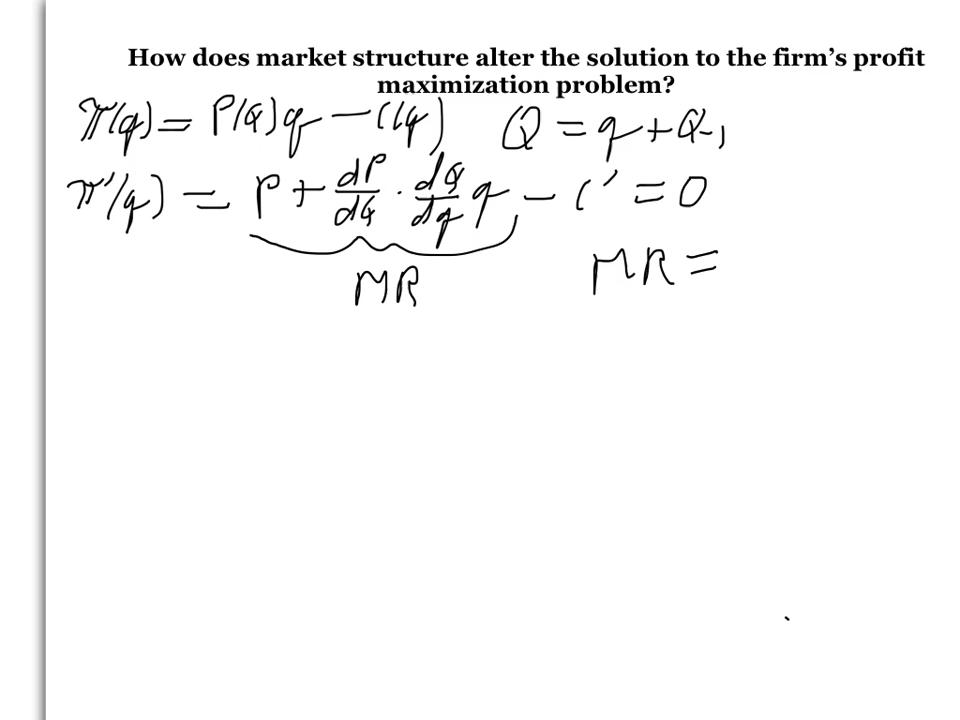 How does market structure alter the solution to the firm's profit
maximization problem?
π(q) = P(Q)q - C(q) Q = q + Q-1
π'(q) = P + dP/dQ · dQ/dq q - C' = 0
MR MR =